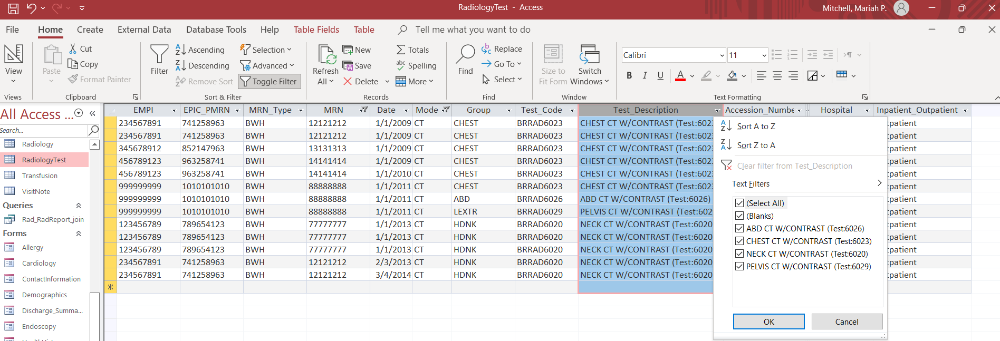 RadiologyTest - Access
Mitchell, Mariah P.
File Home Create External Data Database Tools Help Table Fields Table Tell me what you want to do
View
Views
Paste
Cut
Copy
Format Painter
Clipboard
Filter
Ascending
Descending
Remove Sort
Selection
Advanced
Toggle Filter
Sort & Filter
Refresh
All
New
Save
Delete
Totals
Spelling
More
Records
Find
Replace
Go To
Select
Find
Size to
Fit Form
Switch
Windows
Window
Calibri 11
B I U A
Text Formatting
All Access ...
Search...
Radiology
RadiologyTest
Transfusion
VisitNote
Queries
Rad_RadReport_join
Forms
Allergy
Cardiology
ContactInformation
Demographics
Discharge_Summa...
Endoscopy
EMPI EPIC_PMRN MRN_Type MRN Date Mode Group Test_Code Test_Description Accession_Numbe Hospital Inpatient_Outpatient
234567891 741258963 BWH 12121212 1/1/2009 CT CHEST BRRAD6023 CHEST CT W/CONTRAST (Test:6023 tpatient
234567891 741258963 BWH 12121212 1/1/2009 CT CHEST BRRAD6023 CHEST CT W/CONTRAST (Test:6023 tpatient
345678912 852147963 BWH 13131313 1/1/2009 CT CHEST BRRAD6023 CHEST CT W/CONTRAST (Test:6023 tpatient
456789123 963258741 BWH 14141414 1/1/2009 CT CHEST BRRAD6023 CHEST CT W/CONTRAST (Test:6023 tpatient
456789123 963258741 BWH 14141414 1/1/2010 CT CHEST BRRAD6023 CHEST CT W/CONTRAST (Test:6023 tpatient
999999999 1010101010 BWH 88888888 1/1/2011 CT CHEST BRRAD6023 CHEST CT W/CONTRAST (Test:6023 tpatient
999999999 1010101010 BWH 88888888 1/1/2011 CT ABD BRRAD6026 ABD CT W/CONTRAST (Test:6026) tpatient
999999999 1010101010 BWH 88888888 1/1/2011 CT LEXTR BRRAD6029 PELVIS CT W/CONTRAST (Test:6029 tpatient
123456789 789654123 BWH 77777777 1/1/2013 CT HDNK BRRAD6020 NECK CT W/CONTRAST (Test:6020 tpatient
123456789 789654123 BWH 77777777 1/1/2013 CT HDNK BRRAD6020 NECK CT W/CONTRAST (Test:6020 tpatient
123456789 789654123 BWH 77777777 1/1/2013 CT HDNK BRRAD6020 NECK CT W/CONTRAST (Test:6020 tpatient
234567891 741258963 BWH 12121212 2/3/2013 CT HDNK BRRAD6020 NECK CT W/CONTRAST (Test:6020 tpatient
234567891 741258963 BWH 12121212 3/4/2014 CT HDNK BRRAD6020 NECK CT W/CONTRAST (Test:6020 tpatient
Sort A to Z
Sort Z to A
Clear filter from Test_Description
Text Filters
(Select All)
(Blanks)
ABD CT W/CONTRAST (Test:6026)
CHEST CT W/CONTRAST (Test:6023)
NECK CT W/CONTRAST (Test:6020)
PELVIS CT W/CONTRAST (Test:6029)
OK Cancel